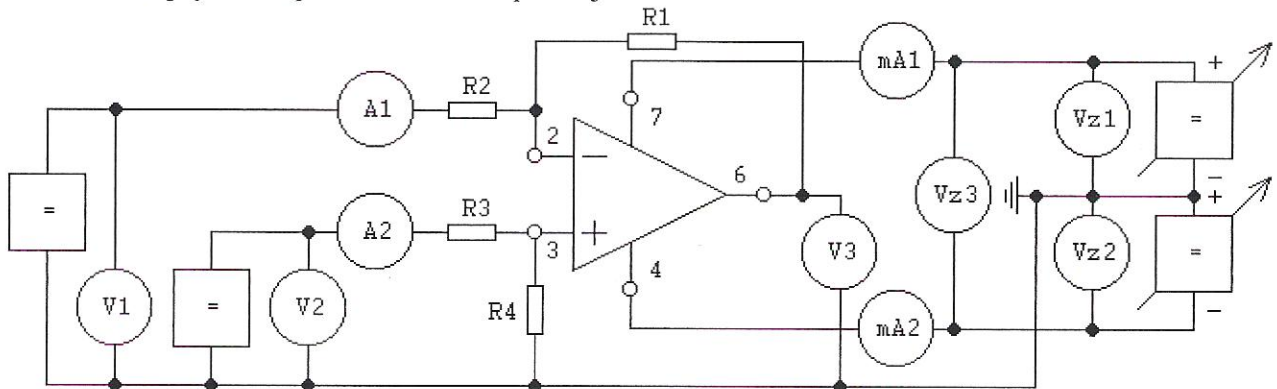 R1
mA1
+
A1
R2
7
Vz1
=
2
−
−
6
Vz3
+
=
A2
R3
3
+
4
V3
Vz2
=
V1
=
V2
R4
mA2
−